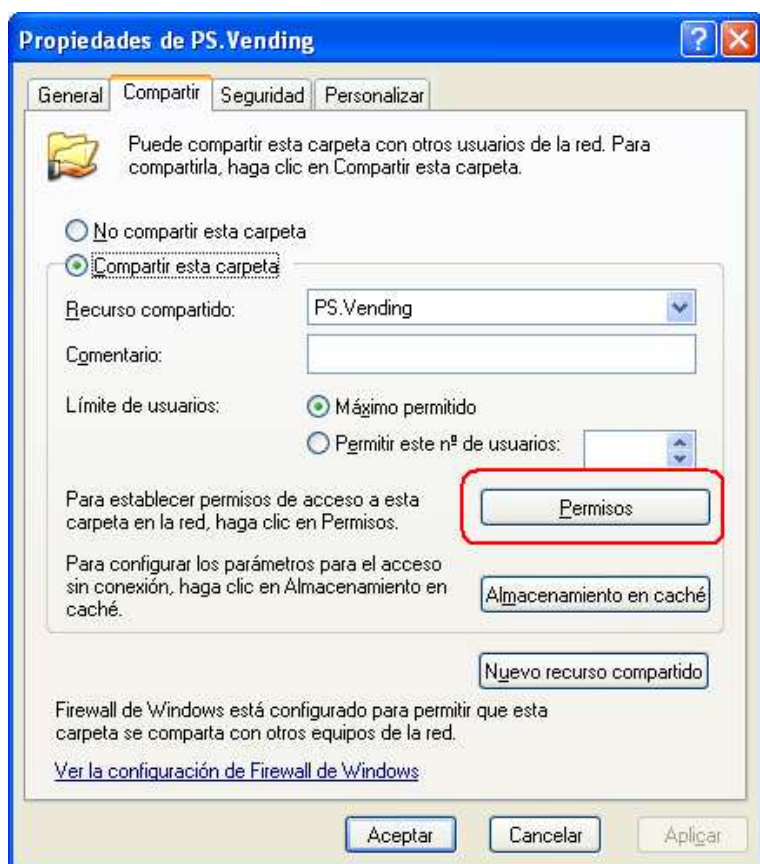 Propiedades de PS.Vending
General Compartir Seguridad Personalizar
Puede compartir esta carpeta con otros usuarios de la red. Para
compartirla, haga clic en Compartir esta carpeta.
No compartir esta carpeta
Compartir esta carpeta
Recurso compartido: PS.Vending
Comentario:
Límite de usuarios: Máximo permitido
Permitir este nº de usuarios:
Para establecer permisos de acceso a esta
carpeta en la red, haga clic en Permisos.
Permisos
Para configurar los parámetros para el acceso
sin conexión, haga clic en Almacenamiento en
caché.
Almacenamiento en caché
Nuevo recurso compartido
Firewall de Windows está configurado para permitir que esta
carpeta se comparta con otros equipos de la red.
Ver la configuración de Firewall de Windows
Aceptar Cancelar Aplicar